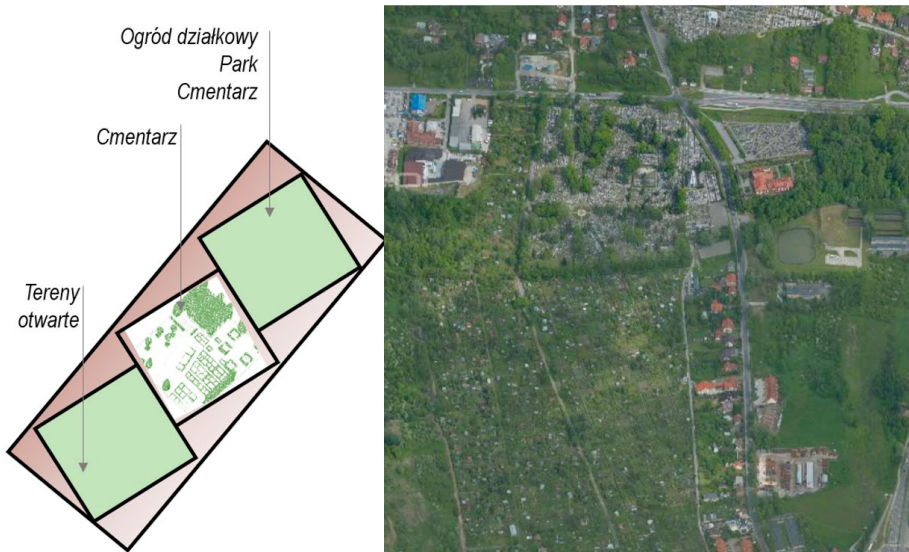 Ogród działkowy
Park
Cmentarz
Cmentarz
Tereny
otwarte